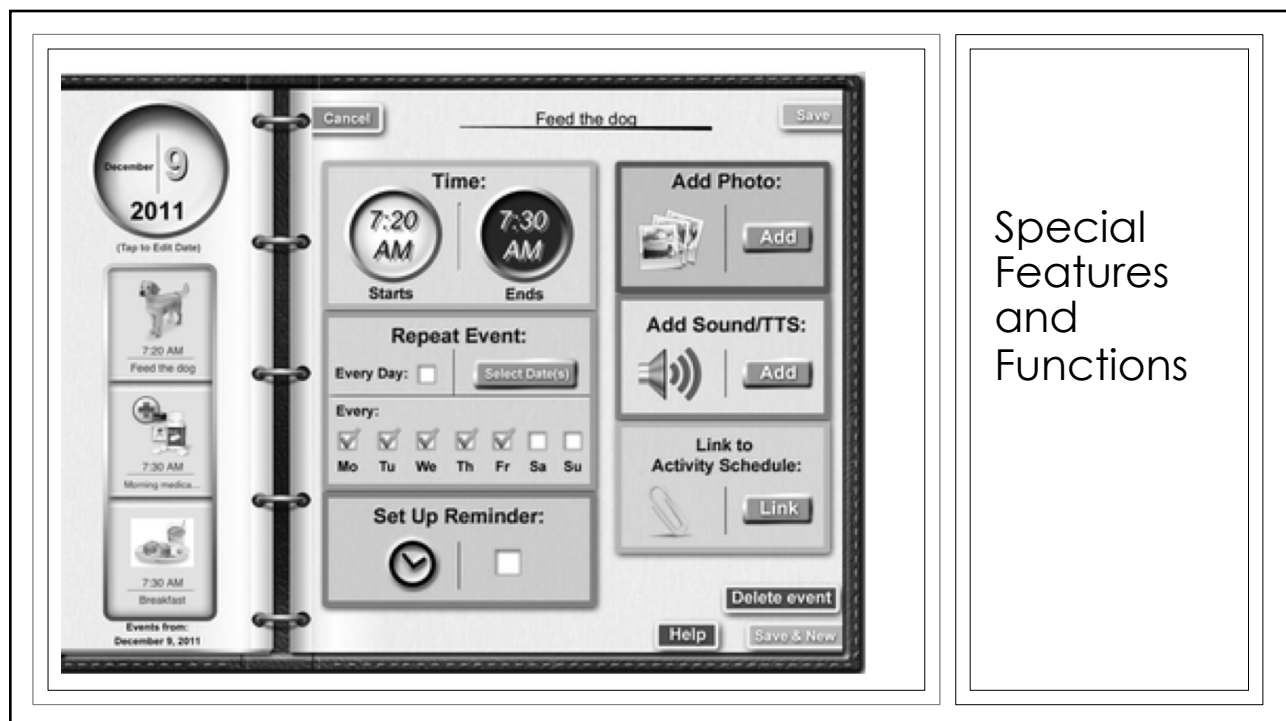 December 9
2011
(Tap to Edit Date)
7:20 AM
Feed the dog
7:30 AM
Morning medica...
7:30 AM
Breakfast
Events from:
December 9, 2011
Cancel
Feed the dog
Save
Time:
7:20
AM
Starts
7:30
AM
Ends
Repeat Event:
Every Day:
Select Date(s)
Every:
Mo Tu We Th Fr Sa Su
Set Up Reminder:
Add Photo:
Add
Add Sound/TTS:
Add
Link to
Activity Schedule:
Link
Delete event
Help
Save & New
Special
Features
and
Functions